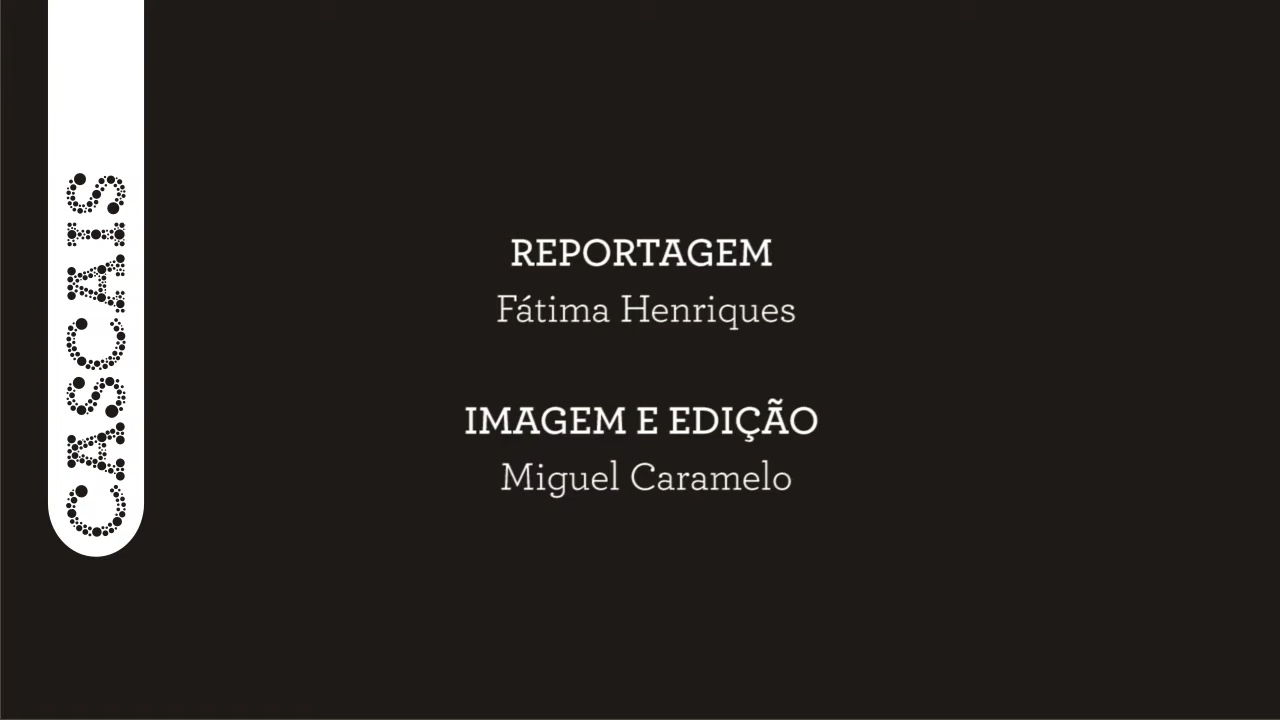 CASCAIS
REPORTAGEM
Fátima Henriques
IMAGEM E EDIÇÃO
Miguel Caramelo